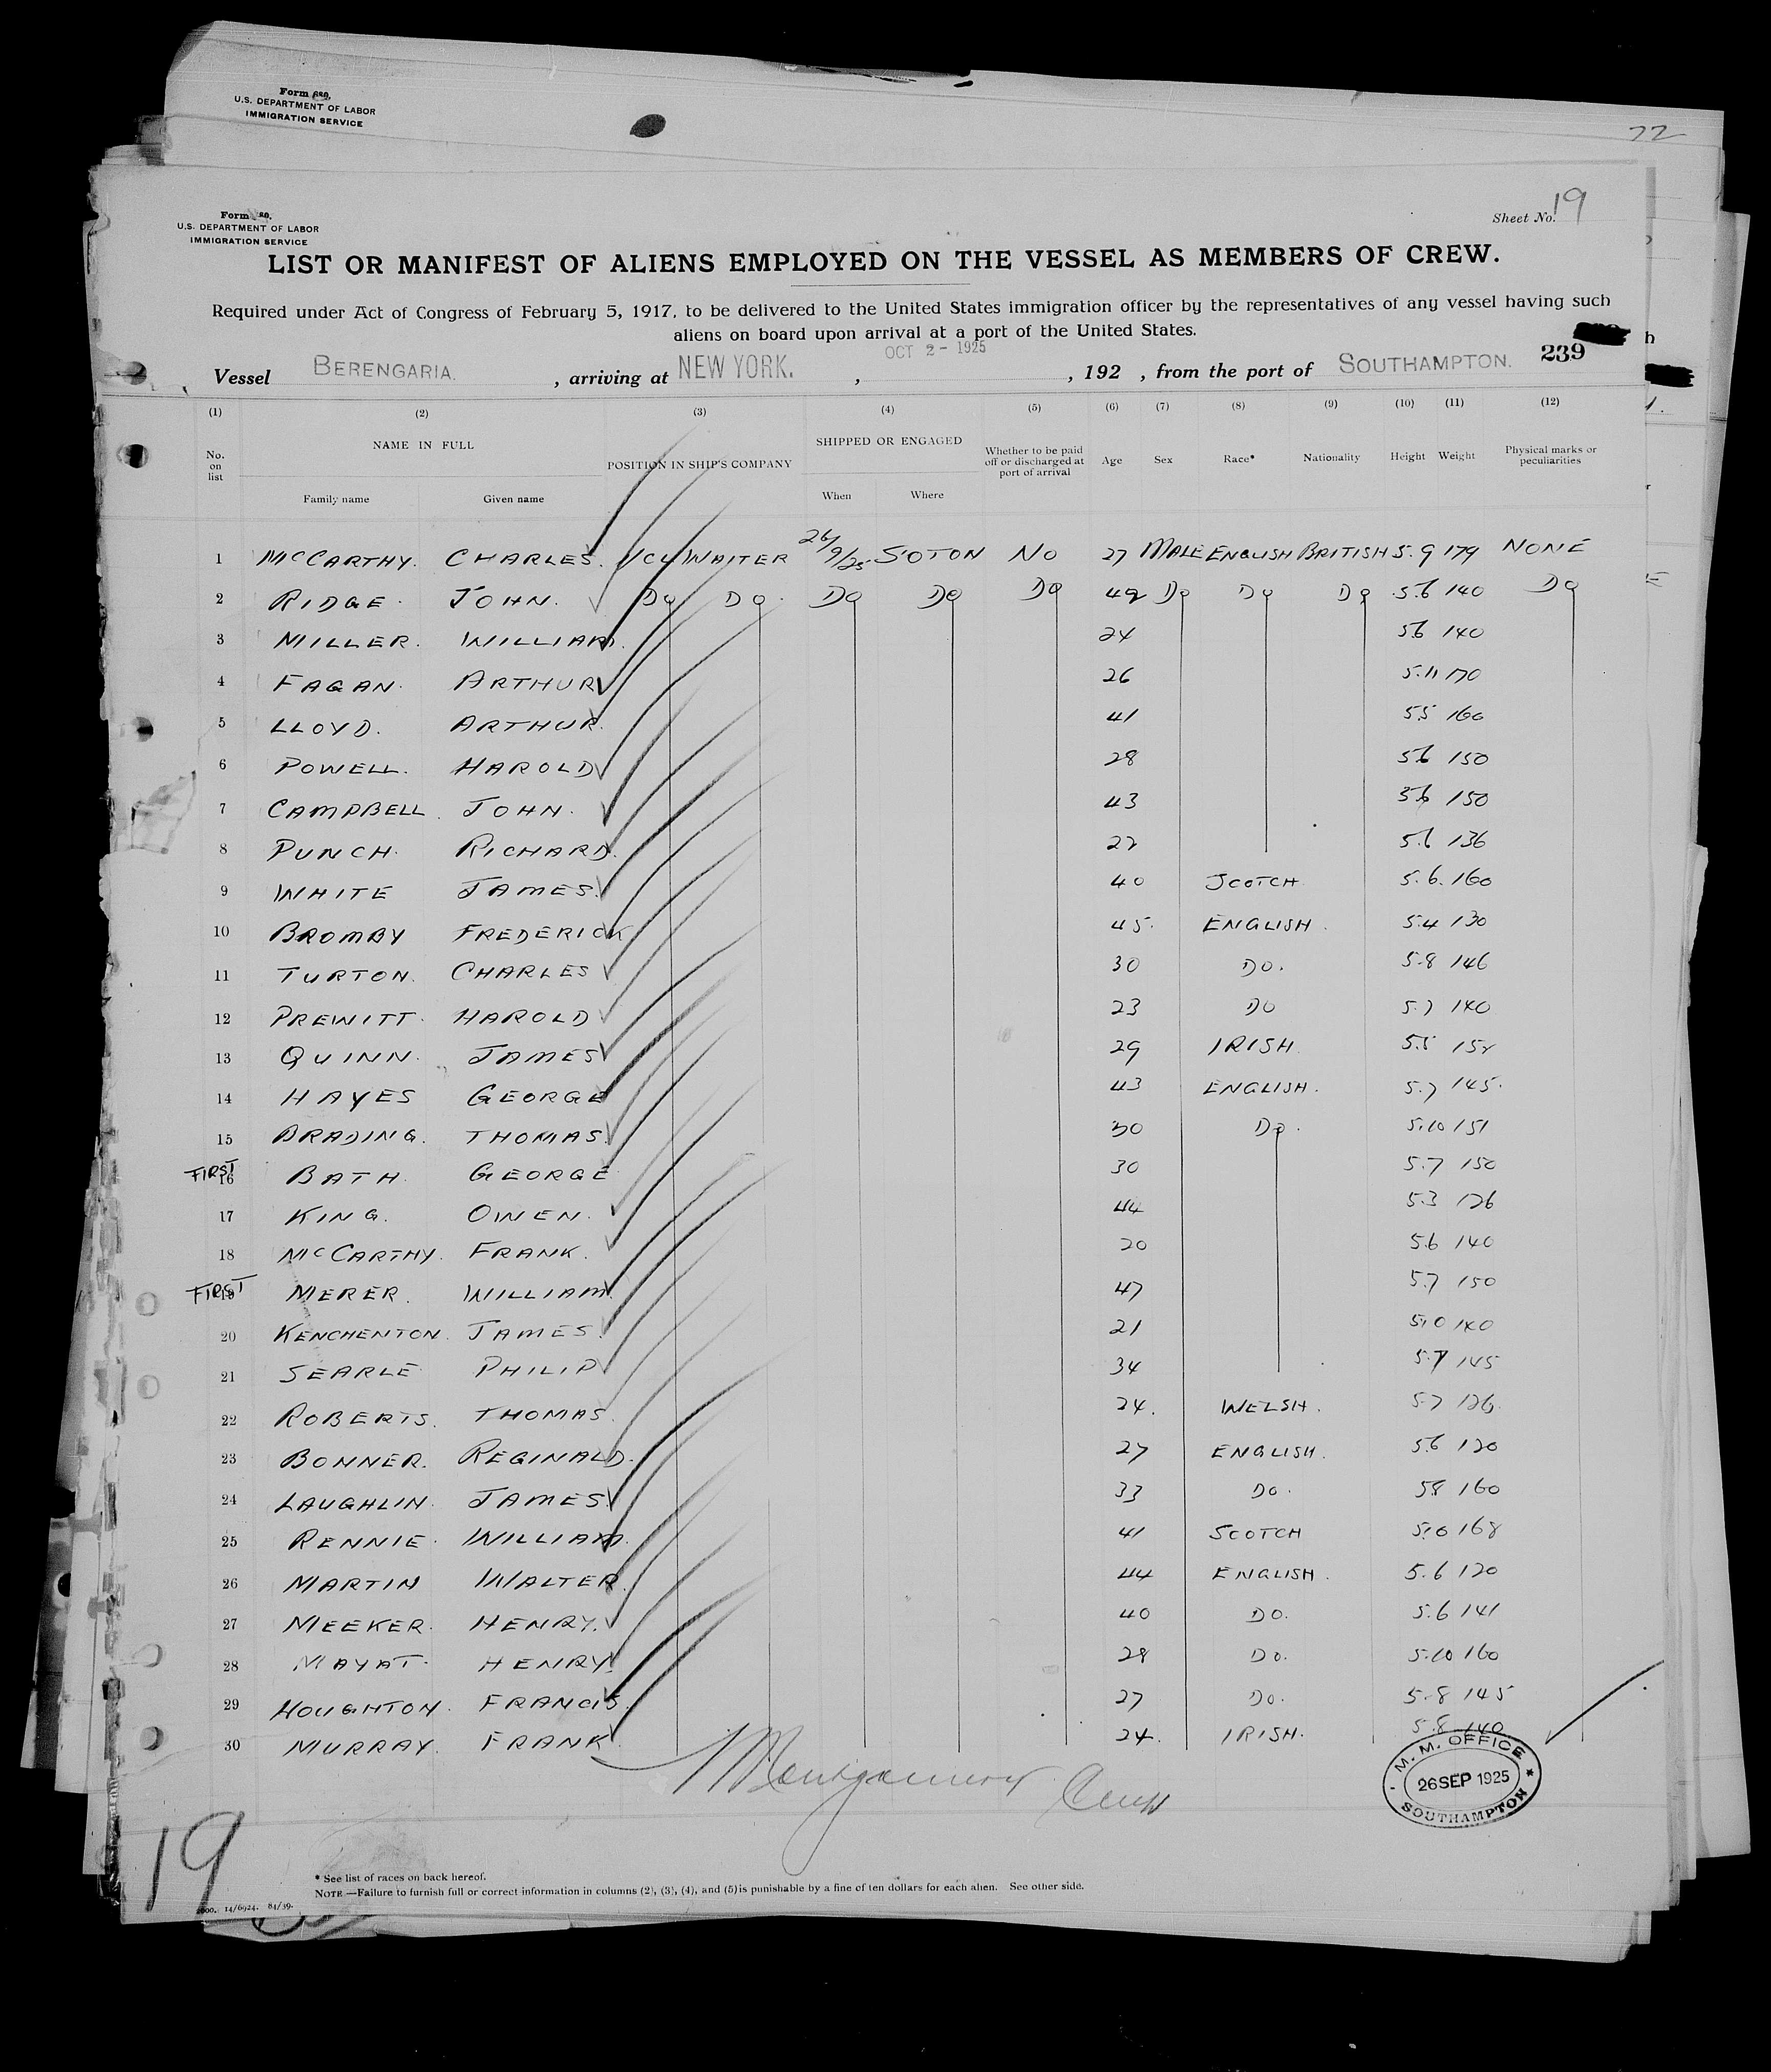 Form 680,
U.S. DEPARTMENT OF LABOR
IMMIGRATION SERVICE
72
Form 680,
U.S. DEPARTMENT OF LABOR
IMMIGRATION SERVICE
Sheet No. 19
LIST OR MANIFEST OF ALIENS EMPLOYED ON THE VESSEL AS MEMBERS OF CREW.
Required under Act of Congress of February 5, 1917, to be delivered to the United States immigration officer by the representatives of any vessel having such
aliens on board upon arrival at a port of the United States.
239
Vessel BERENGARIA. , arriving at NEW YORK. , OCT 2 - 1925 , 192 , from the port of SOUTHAMPTON.
(1) (2) (3) (4) (5) (6) (7) (8) (9) (10) (11) (12)
No. on list NAME IN FULL POSITION IN SHIP'S COMPANY SHIPPED OR ENGAGED Whether to be paid off or discharged at port of arrival Age Sex Race* Nationality Height Weight Physical marks or peculiarities
Family name Given name When Where
1 McCARTHY. CHARLES. WAITER 26/9/25 S'OTON NO 27 MALE ENGLISH BRITISH 5.9 179 NONE
2 RIDGE. JOHN. Do Do. Do Do Do 42 Do Do Do 5.6 140 Do
3 MILLER. WILLIAM. 24 5.6 140
4 FAGAN. ARTHUR 26 5.11 170
5 LLOYD. ARTHUR. 41 5.5 160
6 POWELL. HAROLD 28 5.6 150
7 CAMPBELL. JOHN. 43 5.6 150
8 PUNCH. RICHARD. 22 5.6 136
9 WHITE JAMES. 40 SCOTCH 5.6. 160
10 BROMBY FREDERICK 45. ENGLISH. 5.4 130
11 TURTON. CHARLES 30 DO. 5.8 146
12 PREWITT. HAROLD 23 DO 5.7 140
13 QUINN. JAMES 29 IRISH. 5.5
14 HAYES GEORGE 43 ENGLISH. 5.7 145.
15 BRADING. THOMAS. 30 Do. 5.10 151
FIRST 16 BATH. GEORGE 30 5.7 150
17 KING. OWEN. 44 5.3 126
18 McCARTHY. FRANK. 20 5.6 140
FIRST 19 MERER. WILLIAM. 47 5.7 150
20 KENCHENTON. JAMES. 21 140
21 SEARLE PHILIP 34 5.7 145
22 ROBERTS. THOMAS. 24. WELSH. 5.7 126.
23 BONNER. REGINALD. 27 ENGLISH. 5.6 120
24 LAUGHLIN. JAMES. 33 DO. 5.8 160
25 RENNIE. WILLIAM. 41 SCOTCH 168
26 MARTIN WALTER. 44 ENGLISH. 5.6 120
27 MEEKER. HENRY. 40 DO. 5.6 141
28 MAYAT. HENRY. 28 Do. 5.10 160
29 HOUGHTON. FRANCIS. 27 DO. 5.8 145
30 MURRAY. FRANK. 24. IRISH. 5.8 140
M. M. OFFICE
26 SEP 1925
SOUTHAMPTON
19
* See list of races on back hereof.
NOTE.—Failure to furnish full or correct information in columns (2), (3), (4), and (5) is punishable by a fine of ten dollars for each alien. See other side.
14/6924. 84/39.